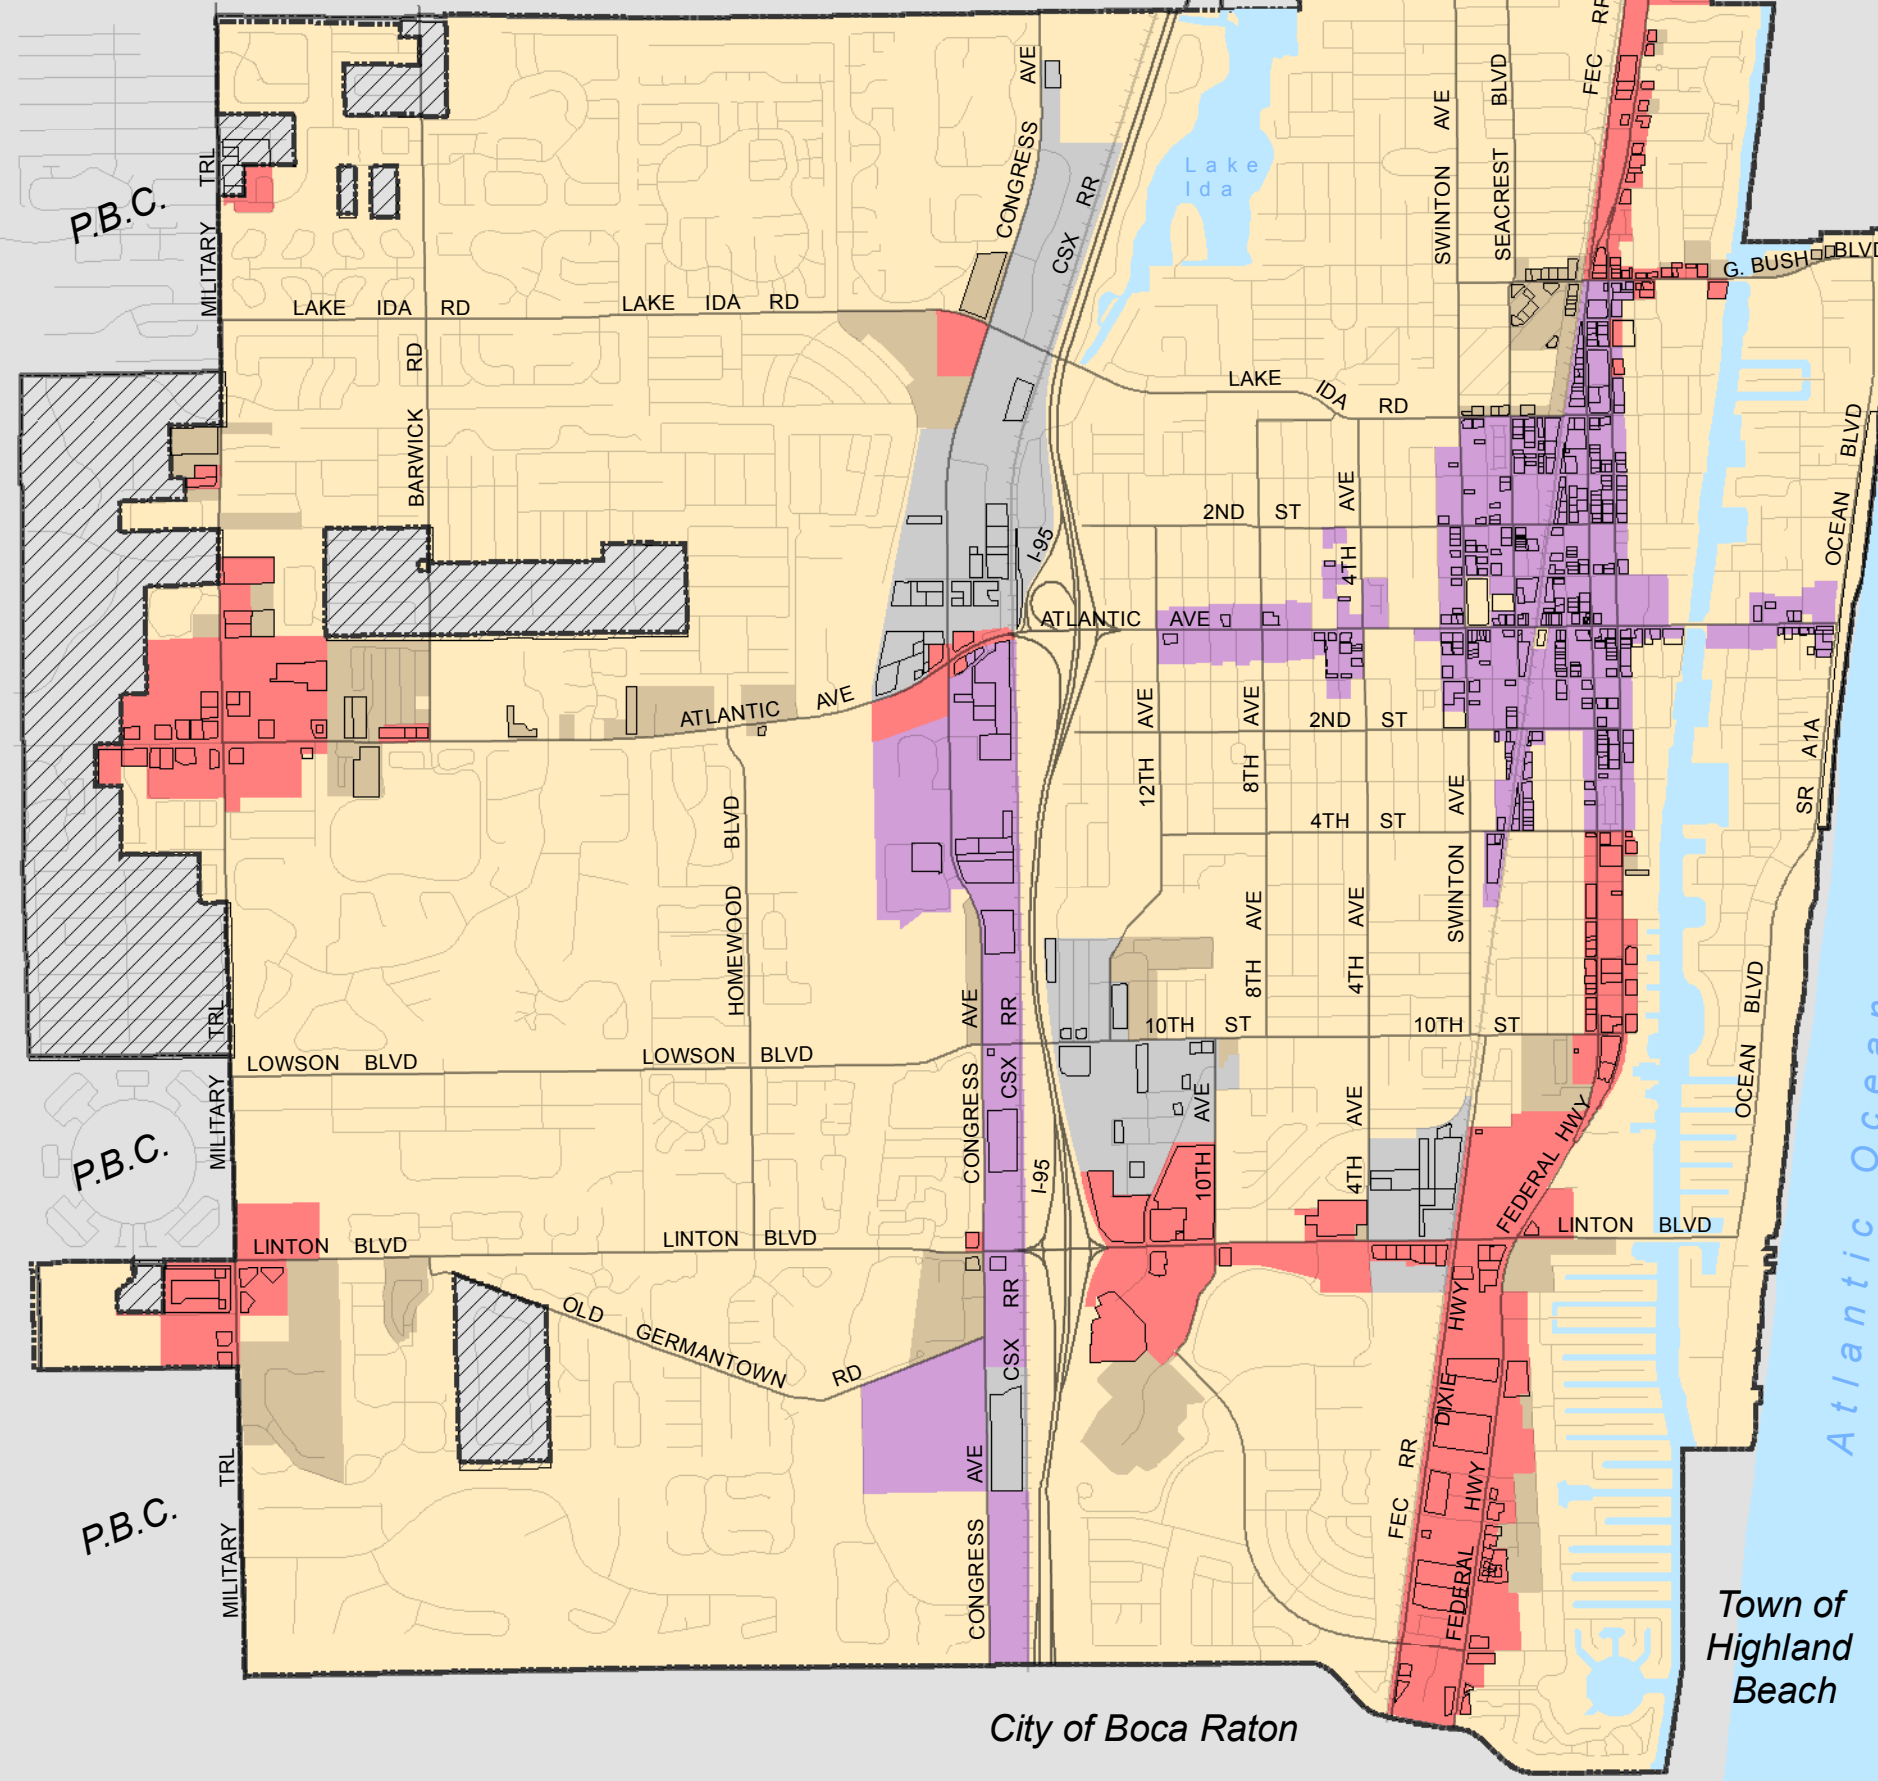 AVE
CONGRESS
CSX
RR
Lake
Ida
SWINTON
AVE
SEACREST
BLVD
FEC
RR
P.B.C.
MILITARY
TRL
G. BUSH
BLVD
LAKE IDA RD
LAKE IDA RD
BARWICK
RD
LAKE IDA RD
OCEAN
BLVD
2ND ST
4TH
AVE
I-95
ATLANTIC AVE
ATLANTIC
AVE
12TH
AVE
8TH
AVE
2ND ST
SR
A1A
HOMEWOOD
BLVD
4TH ST
SWINTON
AVE
8TH
AVE
4TH
AVE
CONGRESS
AVE
CSX
RR
10TH ST
10TH ST
OCEAN
BLVD
Atlantic Ocean
LOWSON BLVD
LOWSON BLVD
MILITARY
TRL
P.B.C.
I-95
10TH
AVE
4TH
AVE
FEDERAL
HWY
LINTON BLVD
LINTON BLVD
LINTON BLVD
OLD
GERMANTOWN
RD
CSX
RR
DIXIE
HWY
CONGRESS
AVE
FEC
RR
FEDERAL
HWY
MILITARY
TRL
P.B.C.
Town of
Highland
Beach
City of Boca Raton